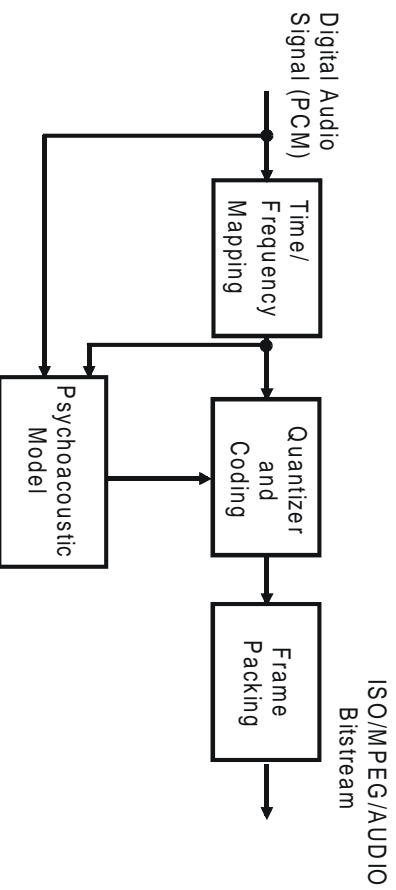 Digital Audio
Signal (PCM)
Time/
Frequency
Mapping
Quantizer
and
Coding
Frame
Packing
ISO/MPEG/AUDIO
Bitstream
Psychoacoustic
Model